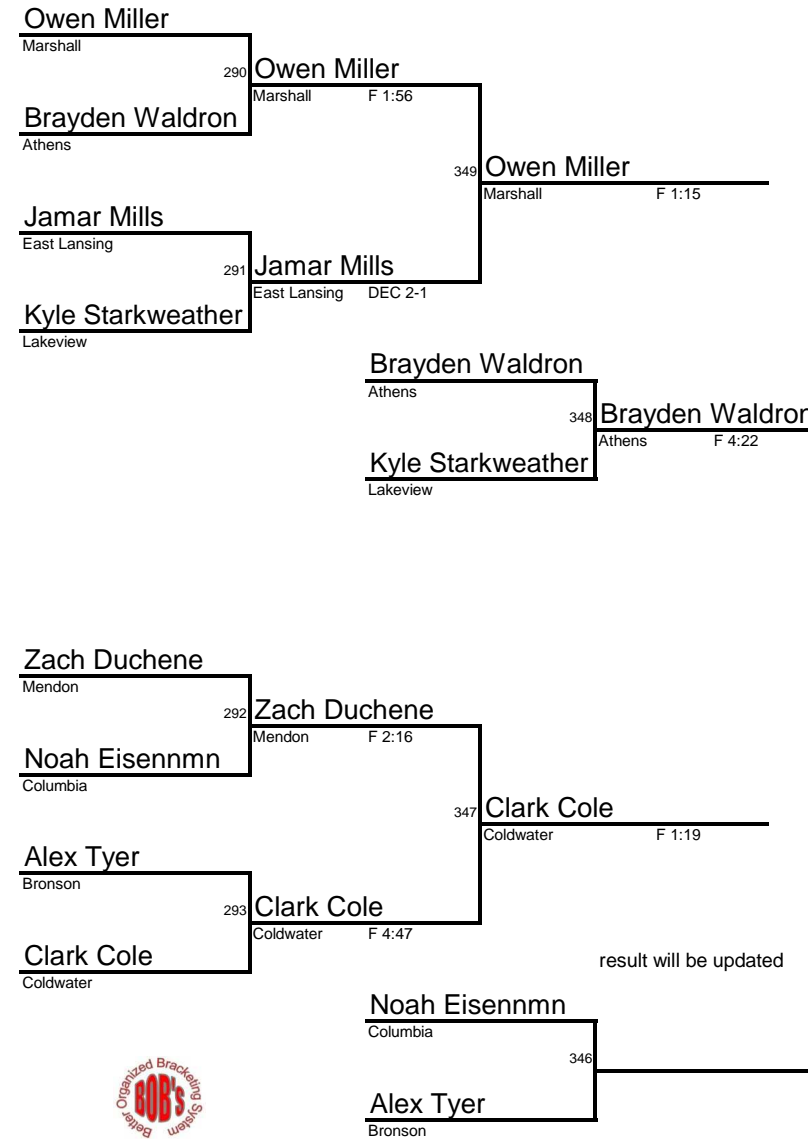 Owen Miller
Marshall
290 Owen Miller
Marshall F 1:56
Brayden Waldron
Athens
349 Owen Miller
Marshall F 1:15
Jamar Mills
East Lansing
291 Jamar Mills
East Lansing DEC 2-1
Kyle Starkweather
Lakeview
Brayden Waldron
Athens
348 Brayden Waldron
Athens F 4:22
Kyle Starkweather
Lakeview
Zach Duchene
Mendon
292 Zach Duchene
Mendon F 2:16
Noah Eisennmn
Columbia
347 Clark Cole
Coldwater F 1:19
Alex Tyer
Bronson
293 Clark Cole
Coldwater F 4:47
Clark Cole
Coldwater
result will be updated
Noah Eisennmn
Columbia
346
Alex Tyer
Bronson
Better Organized Bracketing System
BOB's